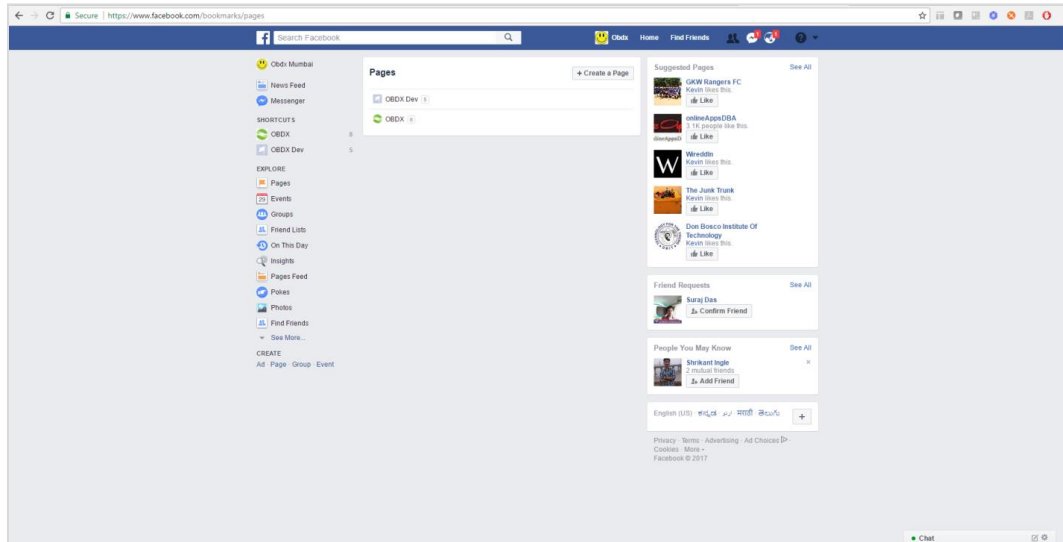 Secure | https://www.facebook.com/bookmarks/pages
Search Facebook
Obdx Home Find Friends
1 1
Obdx Mumbai
News Feed
Messenger
SHORTCUTS
OBDX 8
OBDX Dev 5
EXPLORE
Pages
29 Events
Groups
Friend Lists
On This Day
Insights
Pages Feed
Pokes
Photos
Find Friends
See More...
CREATE
Ad · Page · Group · Event
Pages
+ Create a Page
OBDX Dev
OBDX
Suggested Pages See All
GKW Rangers FC
Kevin likes this.
Like
onlineAppsDBA
3.1K people like this.
Like
WireddIn
Kevin likes this.
Like
The Junk Trunk
Kevin likes this.
Like
Don Bosco Institute Of
Technology
Kevin likes this.
Like
Friend Requests See All
Suraj Das
Confirm Friend
People You May Know See All
Shrikant Ingle
2 mutual friends
Add Friend
English (US) · ಕನ್ನಡ · اردو · मराठी · తెలుగు
Privacy · Terms · Advertising · Ad Choices ·
Cookies · More
Facebook © 2017
Chat